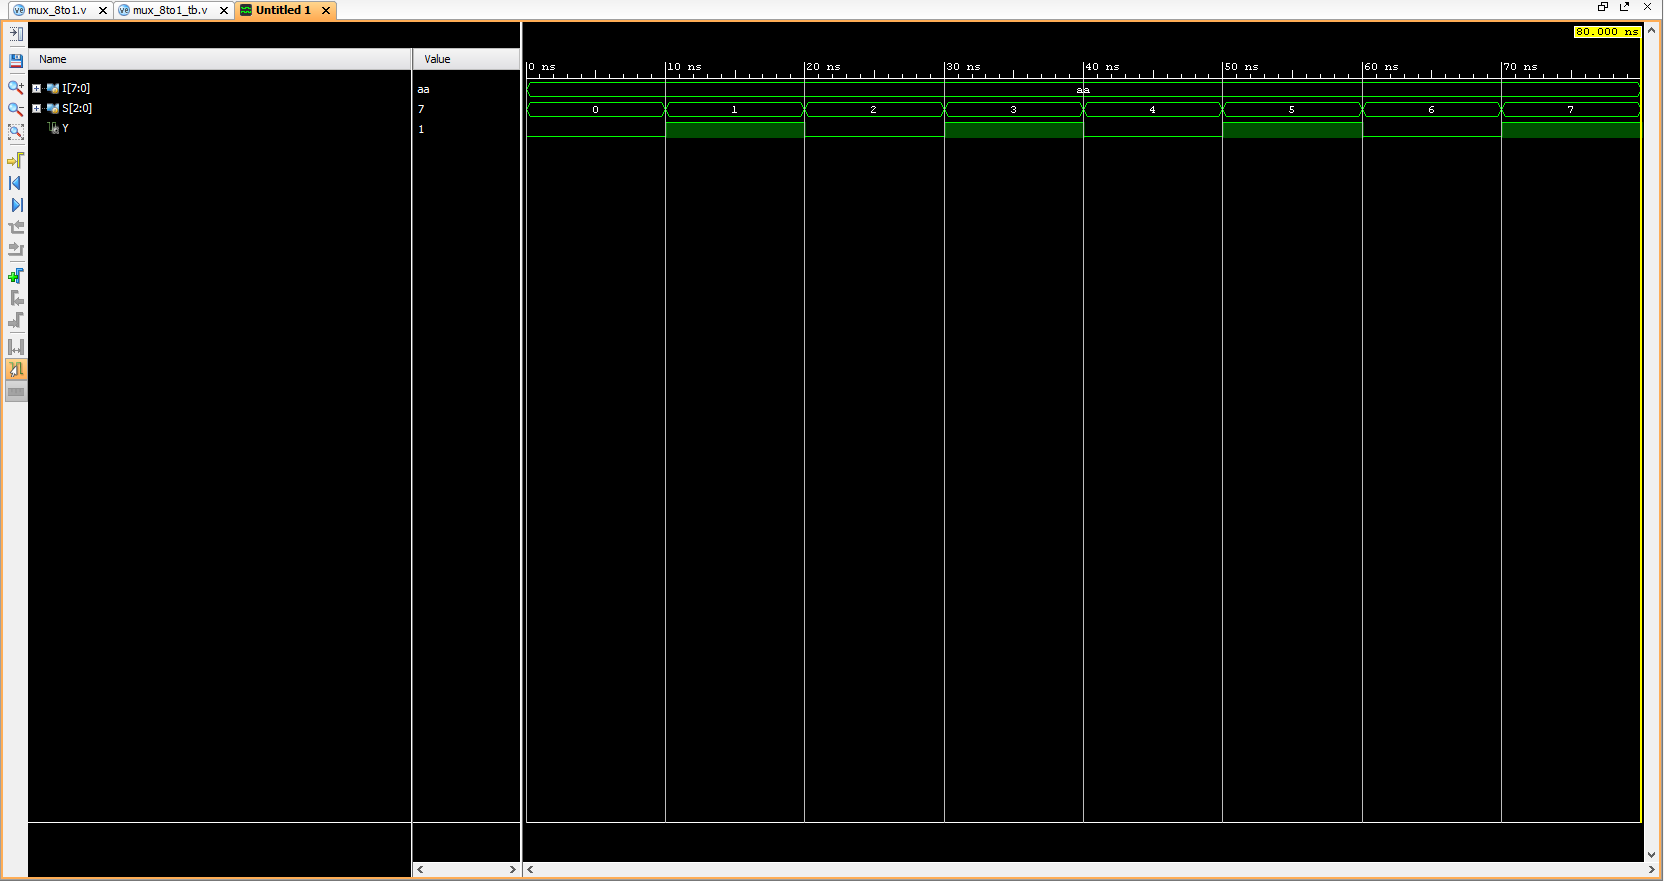 mux_8to1.v mux_8to1_tb.v Untitled 1
80.000 ns
Name Value
0 ns 10 ns 20 ns 30 ns 40 ns 50 ns 60 ns 70 ns
I[7:0] aa aa
S[2:0] 7 0 1 2 3 4 5 6 7
Y 1